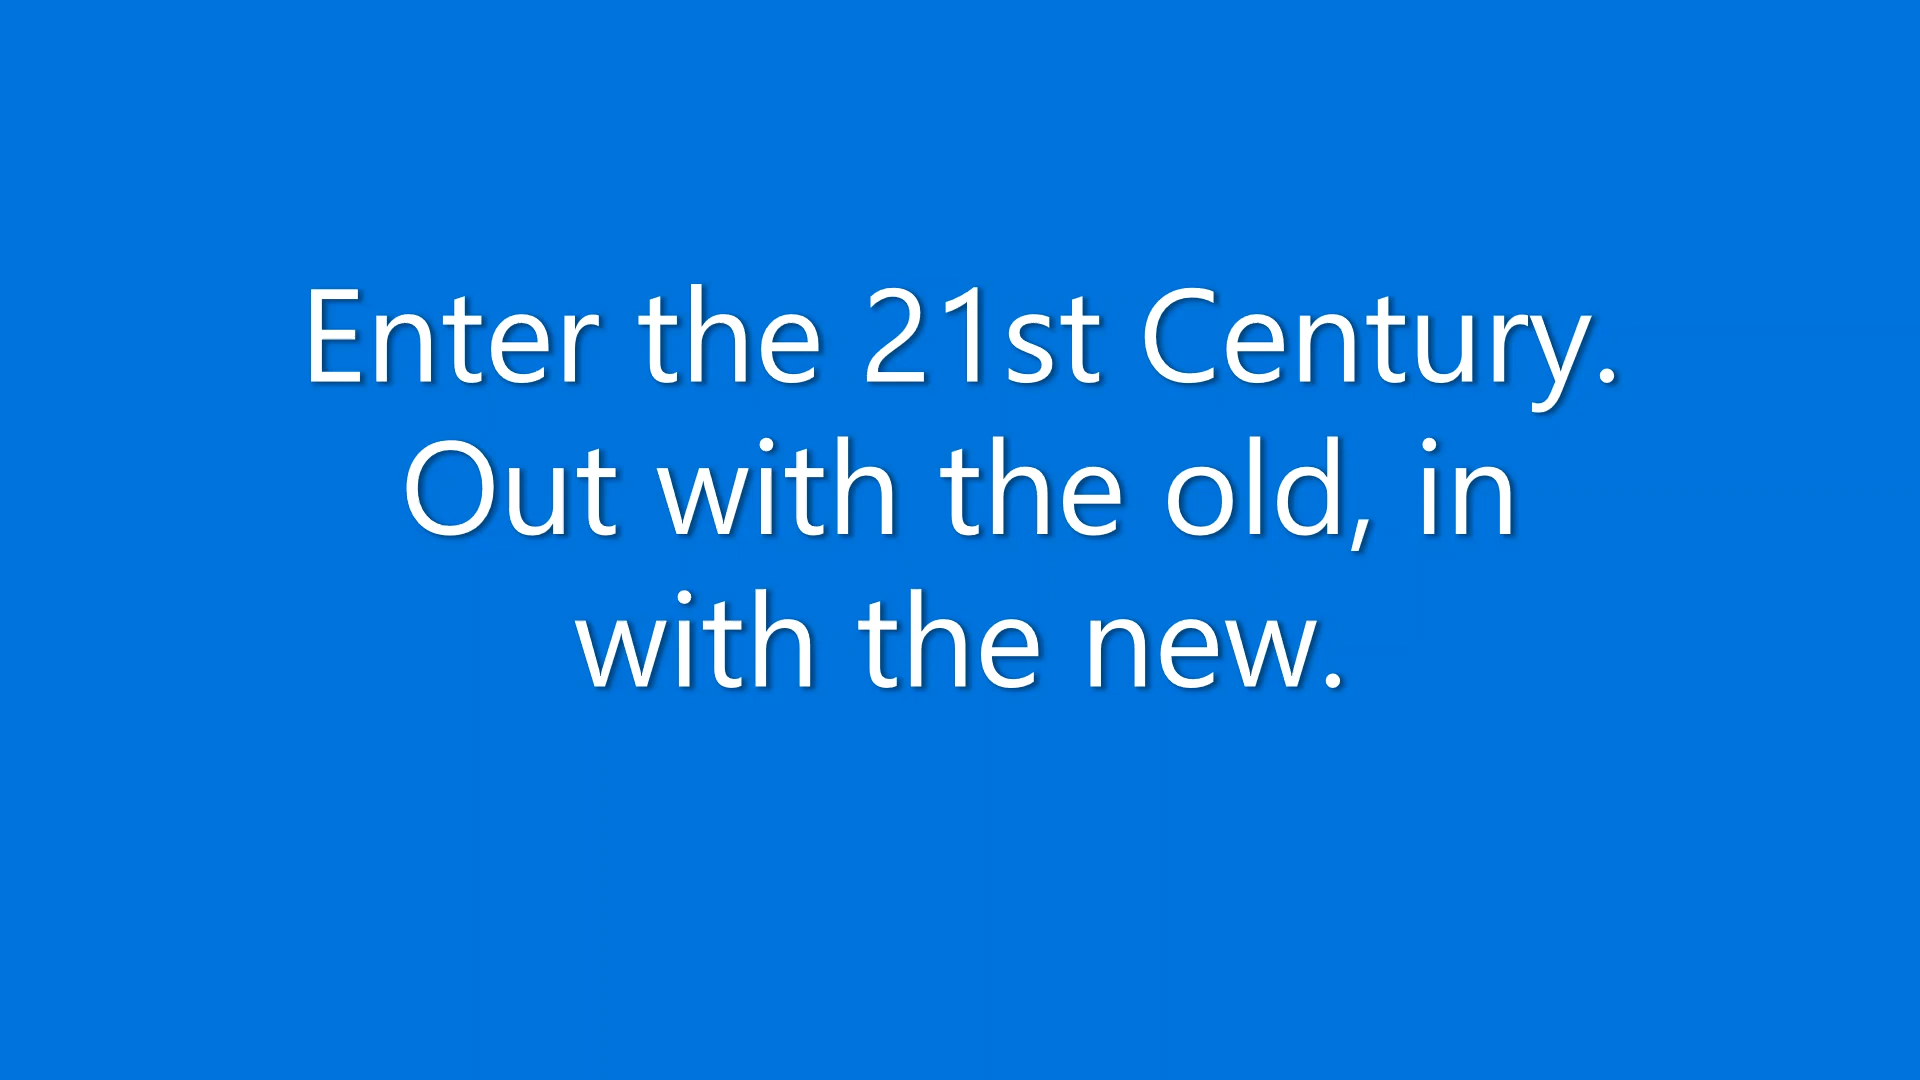 Enter the 21st Century.
Out with the old, in
with the new.